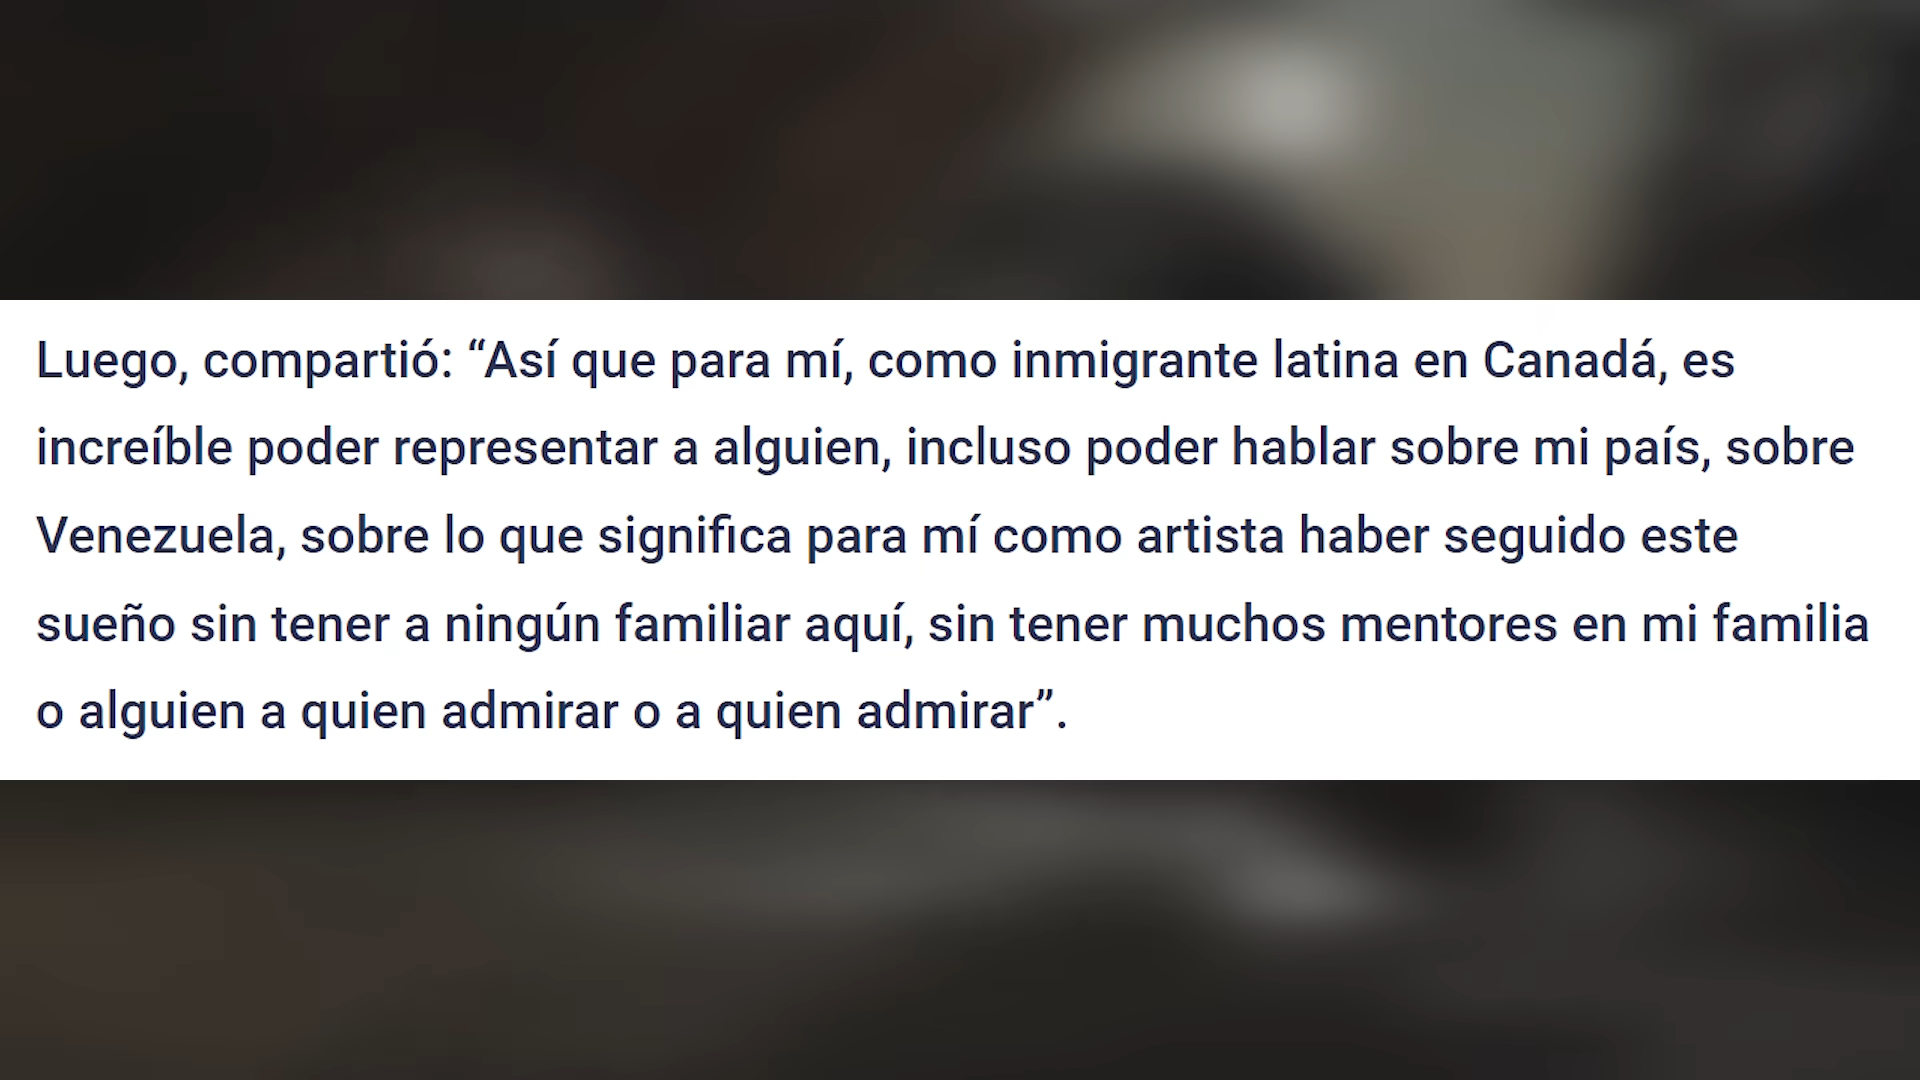 Luego, compartió: “Así que para mí, como inmigrante latina en Canadá, es
increíble poder representar a alguien, incluso poder hablar sobre mi país, sobre
Venezuela, sobre lo que significa para mí como artista haber seguido este
sueño sin tener a ningún familiar aquí, sin tener muchos mentores en mi familia
o alguien a quien admirar o a quien admirar”.